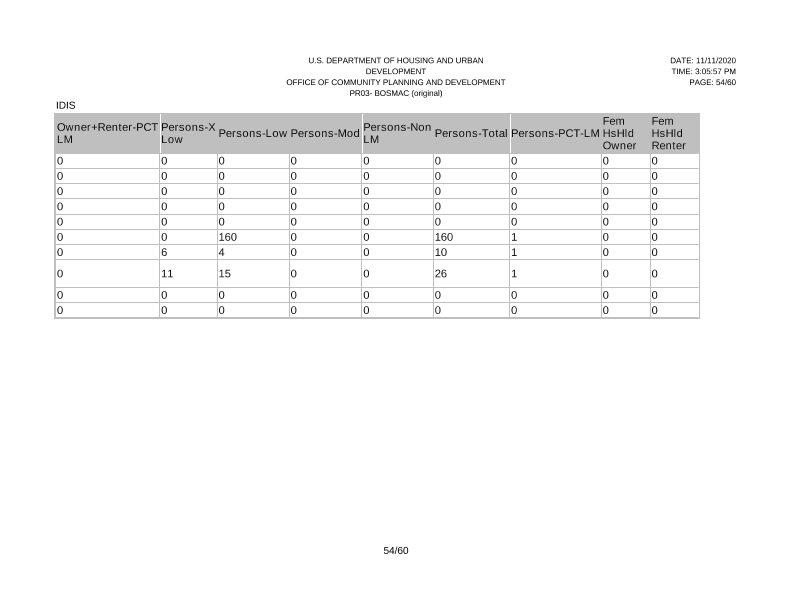 U.S. DEPARTMENT OF HOUSING AND URBAN
DEVELOPMENT
OFFICE OF COMMUNITY PLANNING AND DEVELOPMENT
PR03- BOSMAC (original)
DATE: 11/11/2020
TIME: 3:05:57 PM
PAGE: 54/60
IDIS
Owner+Renter-PCT LM Persons-X Low Persons-Low Persons-Mod Persons-Non LM Persons-Total Persons-PCT-LM Fem HsHld Owner Fem HsHld Renter
0 0 0 0 0 0 0 0 0
0 0 0 0 0 0 0 0 0
0 0 0 0 0 0 0 0 0
0 0 0 0 0 0 0 0 0
0 0 0 0 0 0 0 0 0
0 0 160 0 0 160 1 0 0
0 6 4 0 0 10 1 0 0
0 11 15 0 0 26 1 0 0
0 0 0 0 0 0 0 0 0
0 0 0 0 0 0 0 0 0
54/60